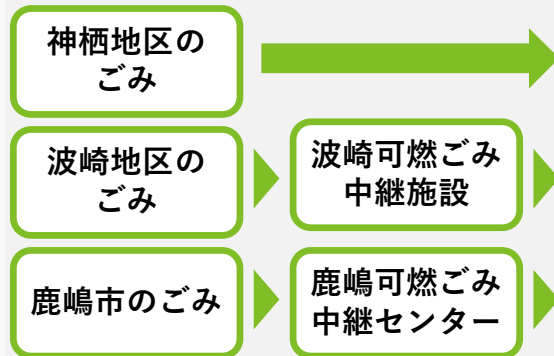 神栖地区の
ごみ
波崎地区の
ごみ
波崎可燃ごみ
中継施設
鹿嶋市のごみ
鹿嶋可燃ごみ
中継センター